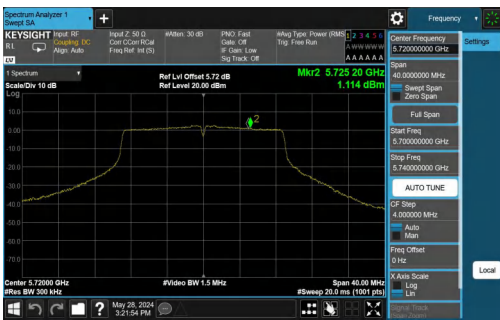 Spectrum Analyzer 1
Swept SA
+
Frequency
KEYSIGHT Input: RF Input Z: 50 Ω #Atten: 30 dB PNO: Fast #Avg Type: Power (RMS) 1 2 3 4 5 6
RL Coupling: DC Corr CCorr RCal Gate: Off Trig: Free Run A W W W W W
Align: Auto Freq Ref: Int (S) IF Gain: Low A A A A A A
Sig Track: Off
LV
Center Frequency
5.720000000 GHz
Settings
1 Spectrum
Ref Lvl Offset 5.72 dB
Mkr2 5.725 20 GHz
Scale/Div 10 dB
Ref Level 20.00 dBm
1.114 dBm
Log
10.0
0.00
-10.0
-20.0
-30.0
-40.0
-50.0
-60.0
-70.0
2
Span
40.0000000 MHz
Swept Span
Zero Span
Full Span
Start Freq
5.700000000 GHz
Stop Freq
5.740000000 GHz
AUTO TUNE
CF Step
4.000000 MHz
Auto
Man
Freq Offset
0 Hz
X Axis Scale
Log
Lin
Local
Signal Track
Center 5.72000 GHz
#Video BW 1.5 MHz
Span 40.00 MHz
#Res BW 300 kHz
#Sweep 20.0 ms (1001 pts)
?
May 28, 2024
3:21:54 PM